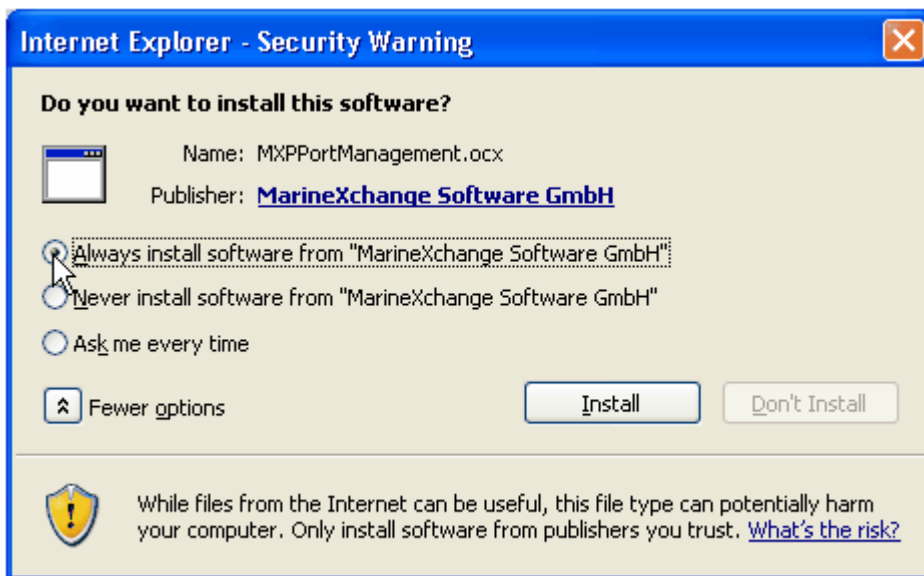 Internet Explorer - Security Warning
Do you want to install this software?
Name: MXPPortManagement.ocx
Publisher: MarineXchange Software GmbH
Always install software from "MarineXchange Software GmbH"
Never install software from "MarineXchange Software GmbH"
Ask me every time
Fewer options
Install
Don't Install
While files from the Internet can be useful, this file type can potentially harm
your computer. Only install software from publishers you trust. What's the risk?